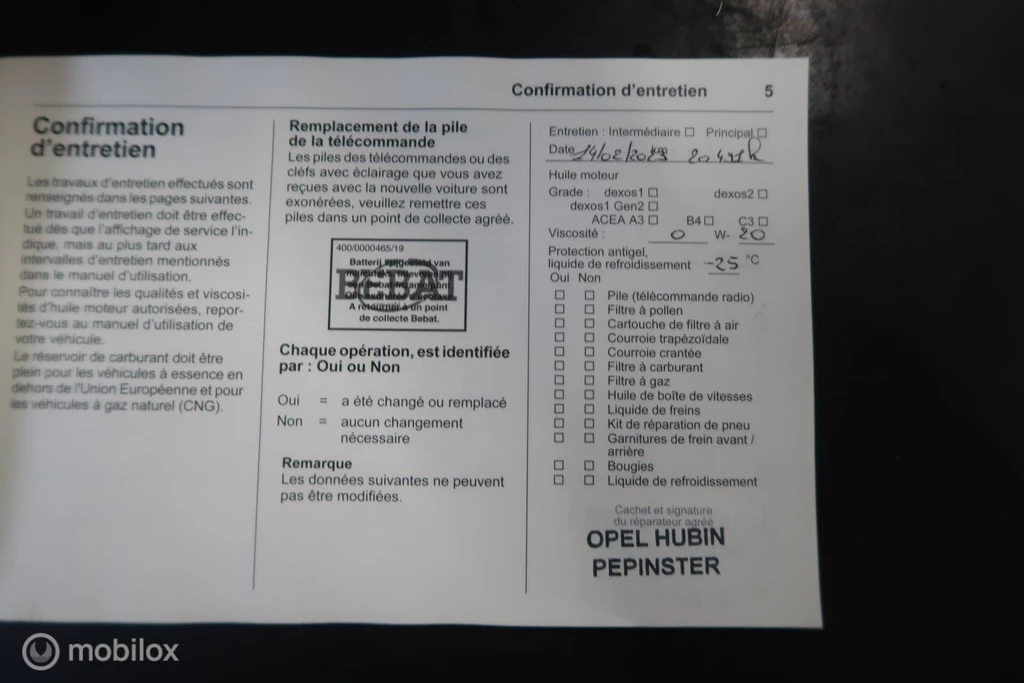 Confirmation d'entretien 5
Confirmation
d'entretien
Les travaux d'entretien effectués sont
renseignés dans les pages suivantes.
Un travail d'entretien doit être effec-
tué dès que l'affichage de service l'in-
dique, mais au plus tard aux
intervalles d'entretien mentionnés
dans le manuel d'utilisation.
Pour connaître les qualités et viscosi-
tés d'huile moteur autorisées, repor-
tez-vous au manuel d'utilisation de
votre véhicule.
Le réservoir de carburant doit être
plein pour les véhicules à essence en
dehors de l'Union Européenne et pour
les véhicules à gaz naturel (CNG).
Remplacement de la pile
de la télécommande
Les piles des télécommandes ou des
clefs avec éclairage que vous avez
reçues avec la nouvelle voiture sont
exonérées, veuillez remettre ces
piles dans un point de collecte agréé.
400/0000465/19
BEBAT
A retourner à un point
de collecte Bebat.
Chaque opération, est identifiée
par : Oui ou Non
Oui = a été changé ou remplacé
Non = aucun changement
nécessaire
Remarque
Les données suivantes ne peuvent
pas être modifiées.
Entretien : Intermédiaire □ Principal □
Date 14/02/2023 km
Huile moteur
Grade : dexos1 □ dexos2 □
dexos1 Gen2 □
ACEA A3 □ B4 □ C3 □
Viscosité : 0 W- 20
Protection antigel,
liquide de refroidissement -25 °C
Oui Non
□ □ Pile (télécommande radio)
□ □ Filtre à pollen
□ □ Cartouche de filtre à air
□ □ Courroie trapézoïdale
□ □ Courroie crantée
□ □ Filtre à carburant
□ □ Filtre à gaz
□ □ Huile de boîte de vitesses
□ □ Liquide de freins
□ □ Kit de réparation de pneu
□ □ Garnitures de frein avant /
arrière
□ □ Bougies
□ □ Liquide de refroidissement
Cachet et signature
du réparateur agréé
OPEL HUBIN
PEPINSTER
mobilox